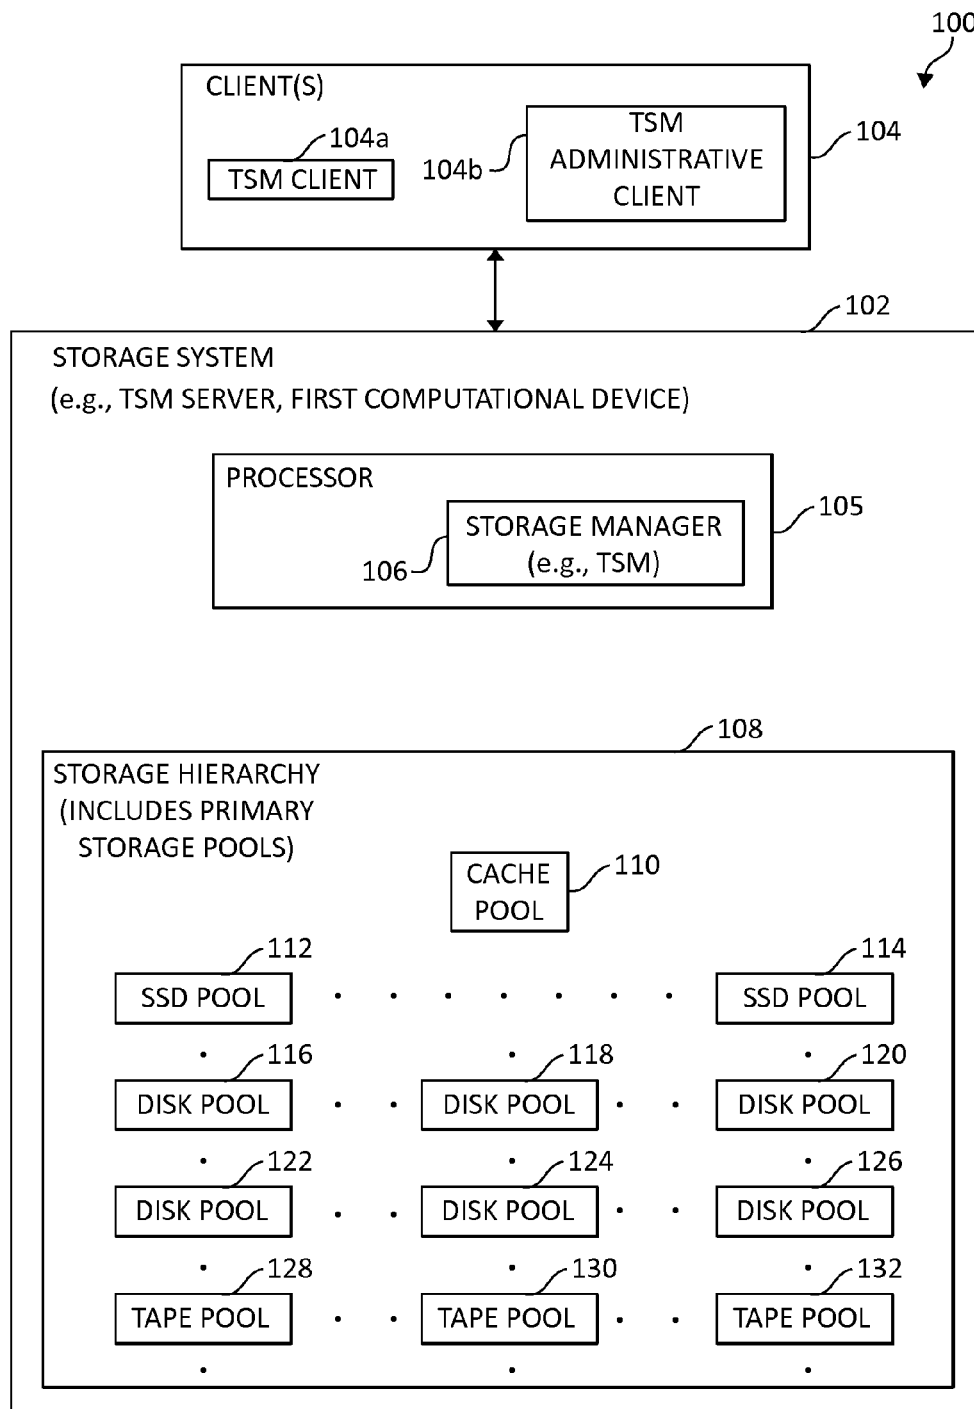 100
CLIENT(S)
104a
TSM CLIENT
104b
TSM
ADMINISTRATIVE
CLIENT
104
102
STORAGE SYSTEM
(e.g., TSM SERVER, FIRST COMPUTATIONAL DEVICE)
PROCESSOR
105
106
STORAGE MANAGER
(e.g., TSM)
108
STORAGE HIERARCHY
(INCLUDES PRIMARY
STORAGE POOLS)
CACHE
POOL
110
112
SSD POOL
114
SSD POOL
116
DISK POOL
118
DISK POOL
120
DISK POOL
122
DISK POOL
124
DISK POOL
126
DISK POOL
128
TAPE POOL
130
TAPE POOL
132
TAPE POOL